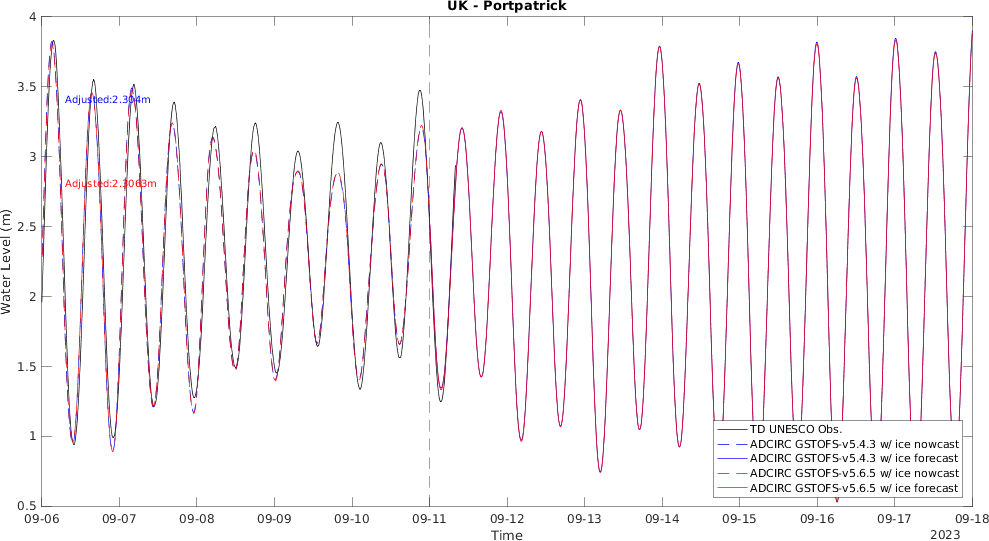 UK - Portpatrick
4
3.5
3
2.5
2
1.5
1
0.5
Water Level (m)
Adjusted:2.304m
Adjusted:2.3063m
TD UNESCO Obs.
ADCIRC GSTOFS-v5.4.3 w/ ice nowcast
ADCIRC GSTOFS-v5.4.3 w/ ice forecast
ADCIRC GSTOFS-v5.6.5 w/ ice nowcast
ADCIRC GSTOFS-v5.6.5 w/ ice forecast
09-06 09-07 09-08 09-09 09-10 09-11 09-12 09-13 09-14 09-15 09-16 09-17 09-18
Time
2023